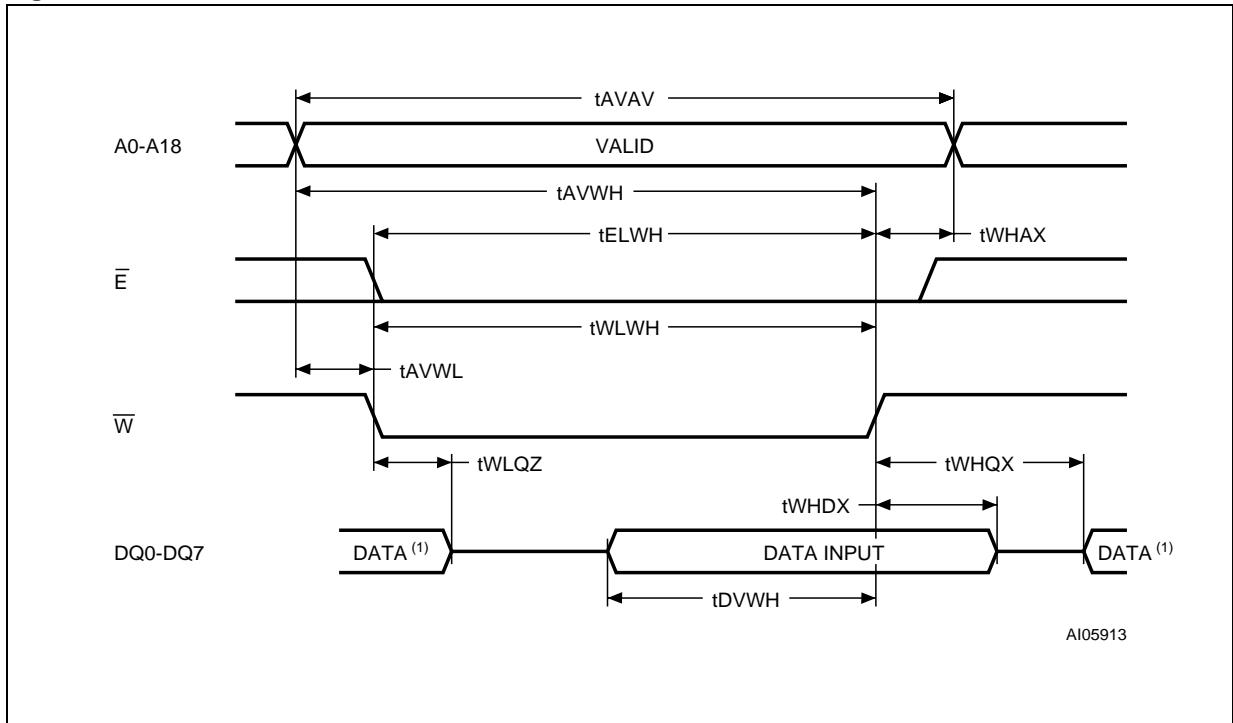 tAVAV
A0-A18
VALID
tAVWH
tELWH
tWHAX
E̅
tWLWH
tAVWL
W̅
tWLQZ
tWHQX
tWHDX
DQ0-DQ7
DATA (1)
DATA INPUT
DATA (1)
tDVWH
AI05913